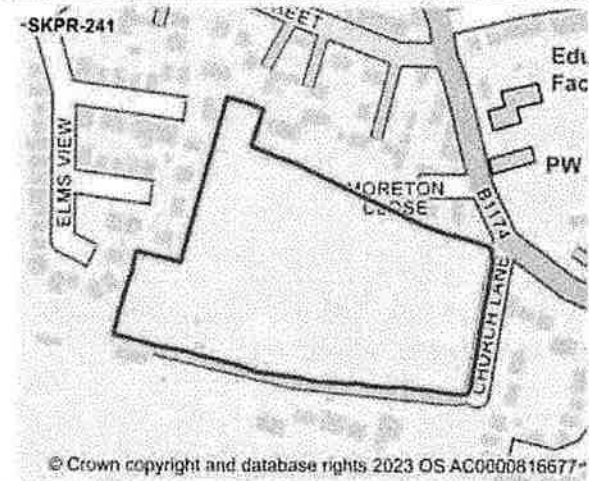 -SKPR-241
REET
Edu
Fac
ELMS VIEW
MORETON
CLOSE
PW
B1174
CHURCH LANE
© Crown copyright and database rights 2023 OS AC0000816677